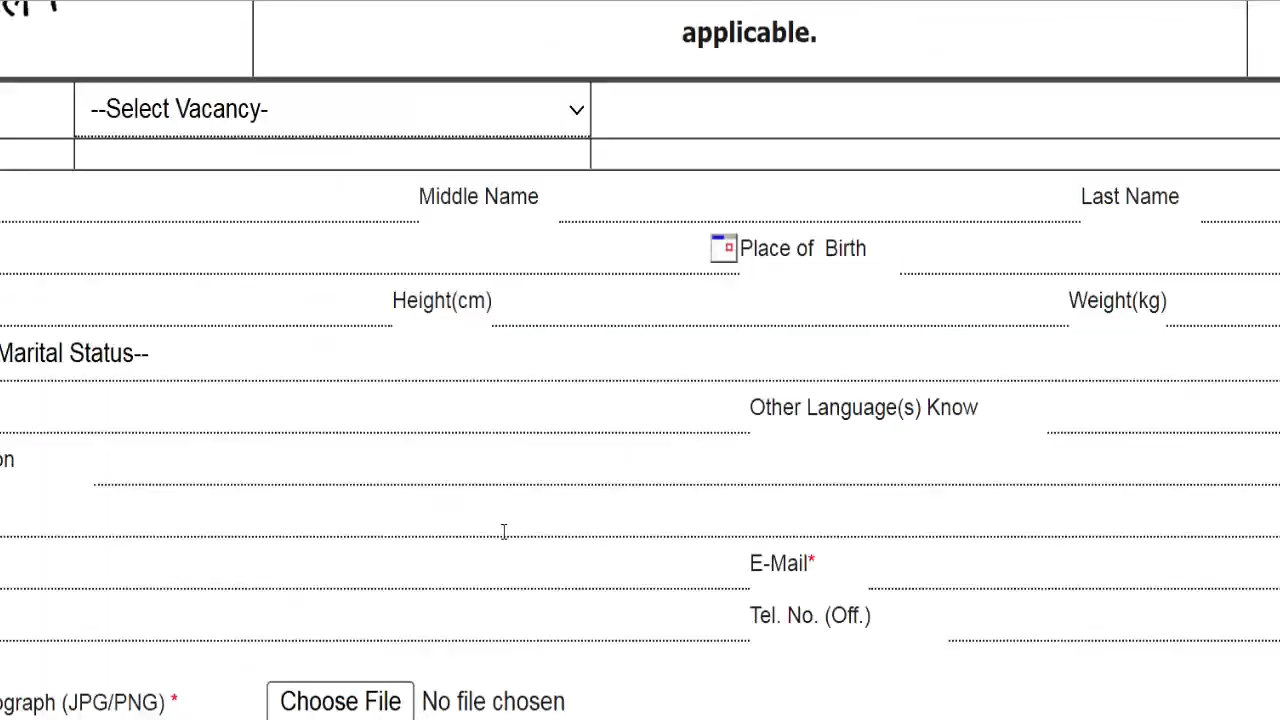 applicable.
--Select Vacancy-
Middle Name Last Name
Place of Birth
Height(cm) Weight(kg)
Marital Status--
Other Language(s) Know
on
E-Mail*
Tel. No. (Off.)
ograph (JPG/PNG) * Choose File No file chosen